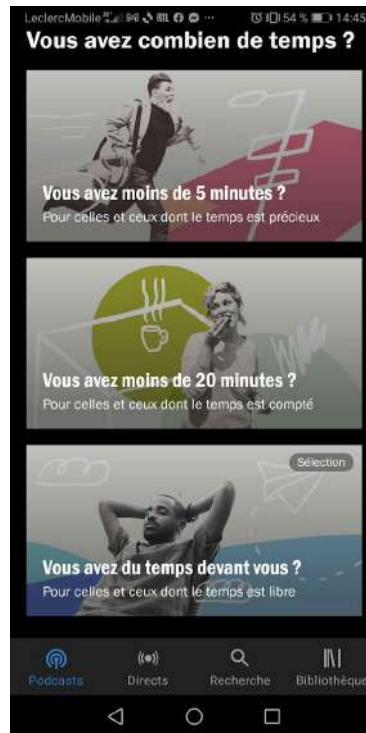 LeclercMobile RTL ... 54 % 14:45
Vous avez combien de temps ?
Vous avez moins de 5 minutes ?
Pour celles et ceux dont le temps est précieux
Vous avez moins de 20 minutes ?
Pour celles et ceux dont le temps est compté
Sélection
Vous avez du temps devant vous ?
Pour celles et ceux dont le temps est libre
Podcasts Directs Recherche Bibliothèque